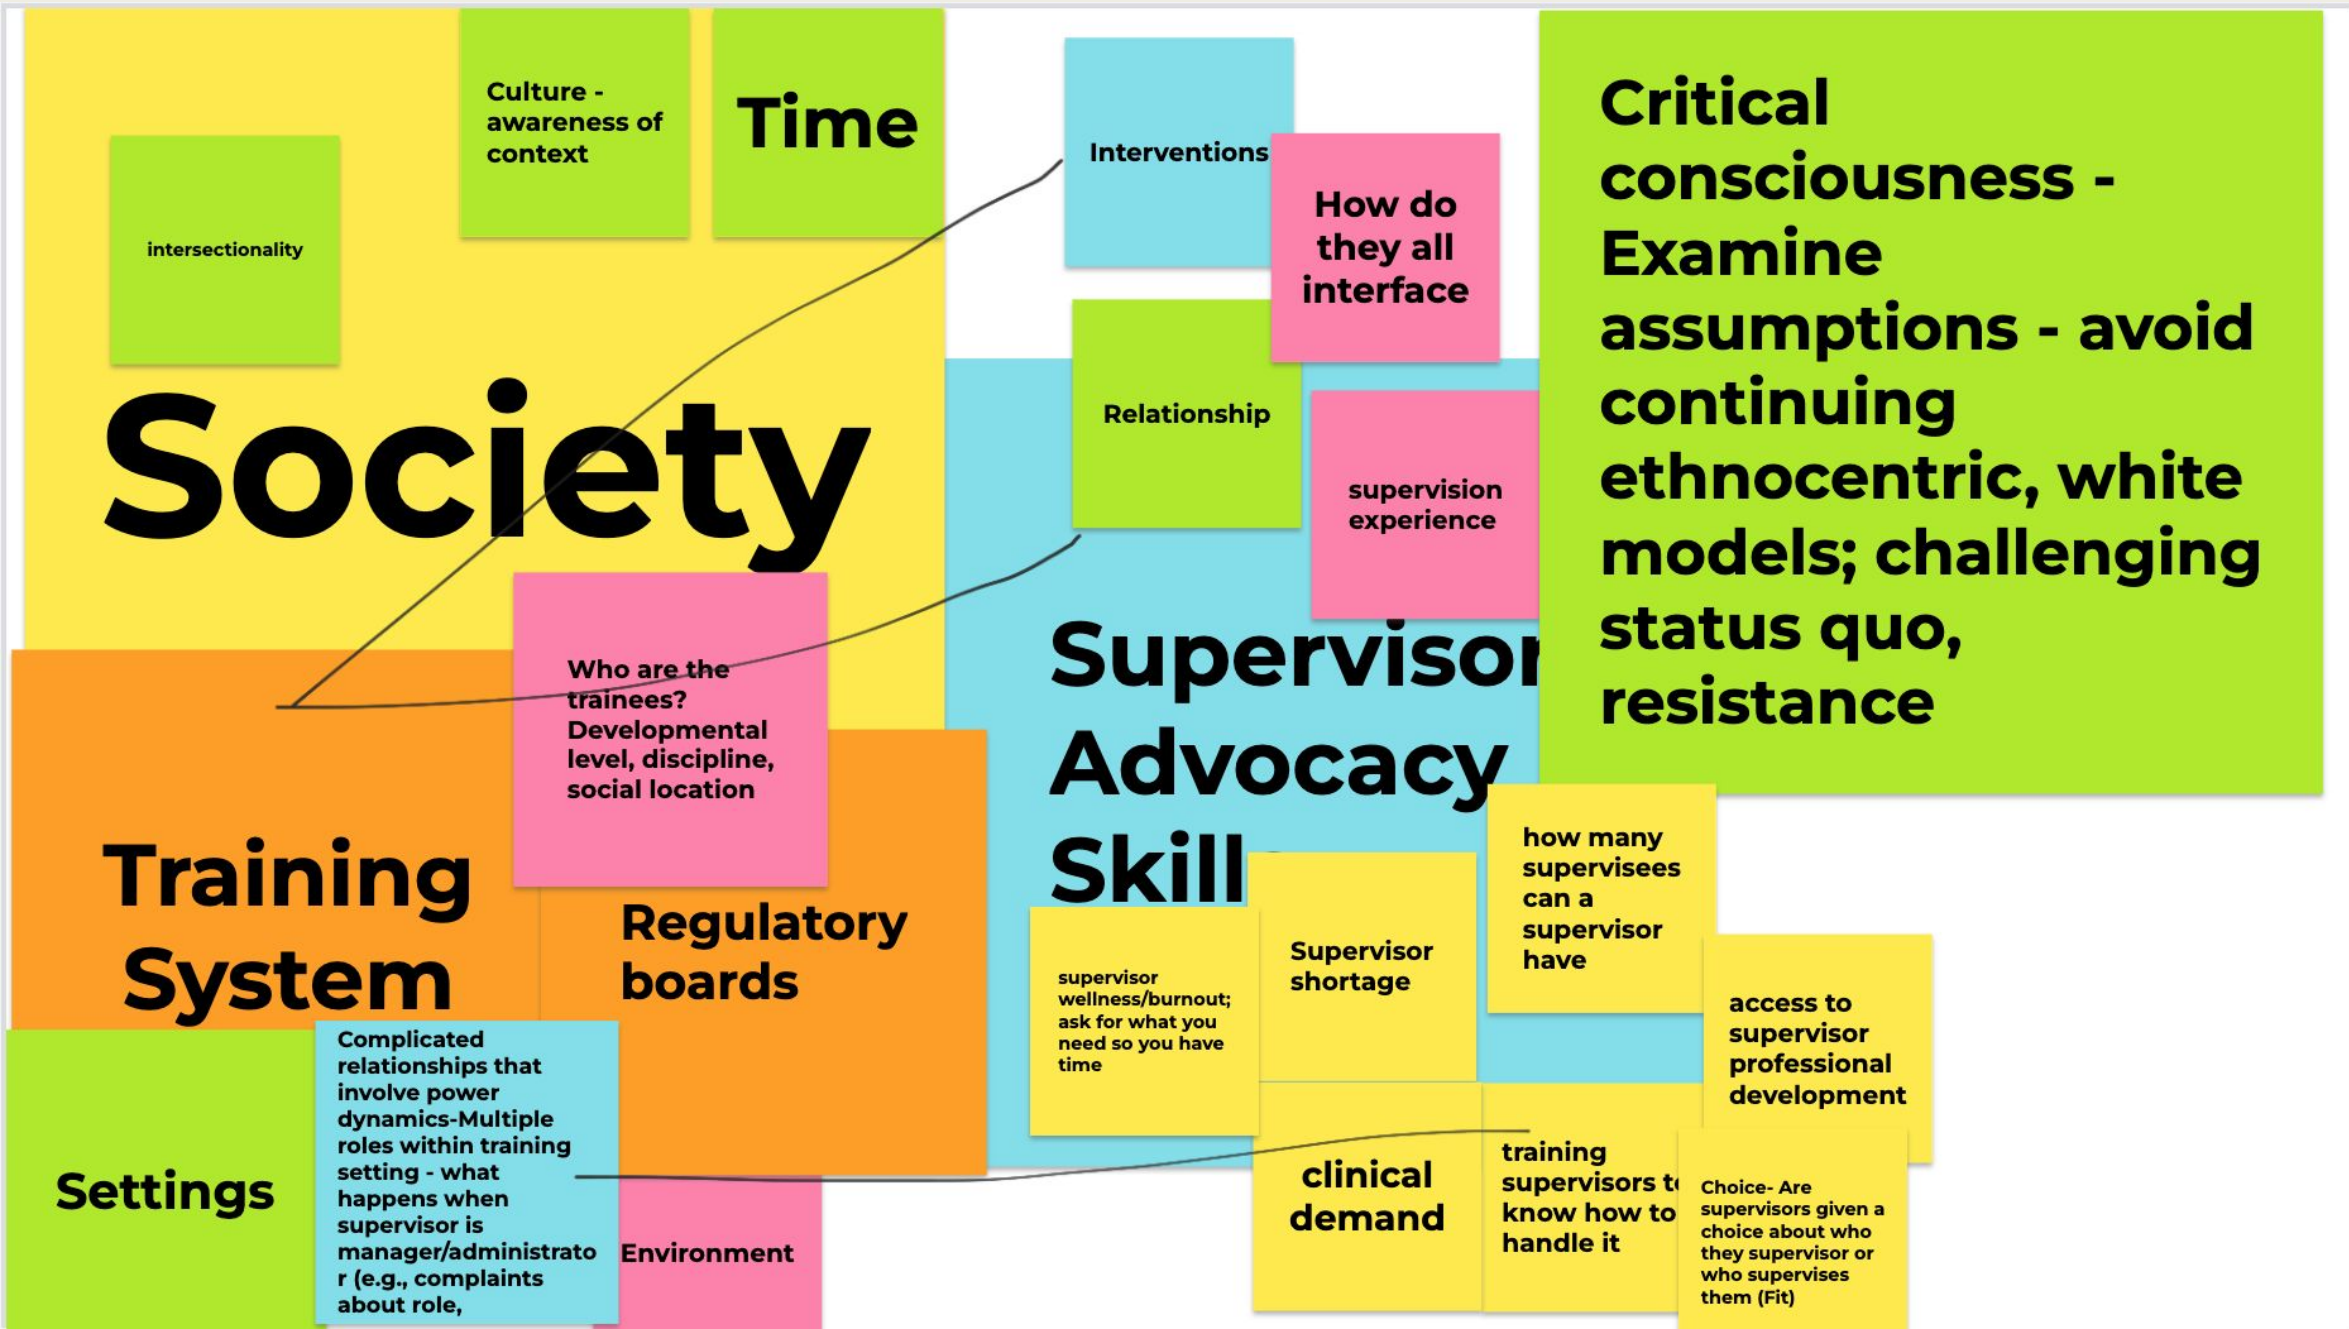 intersectionality
Culture -
awareness of
context
Time
Society
Interventions
How do
they all
interface
Relationship
supervision
experience
Critical
consciousness -
Examine
assumptions - avoid
continuing
ethnocentric, white
models; challenging
status quo,
resistance
Who are the
trainees?
Developmental
level, discipline,
social location
Training
System
Regulatory
boards
Supervisor
Advocacy
Skill
supervisor
wellness/burnout;
ask for what you
need so you have
time
Supervisor
shortage
how many
supervisees
can a
supervisor
have
access to
supervisor
professional
development
Settings
Complicated
relationships that
involve power
dynamics-Multiple
roles within training
setting - what
happens when
supervisor is
manager/administrato
r (e.g., complaints
about role,
Environment
clinical
demand
training
supervisors to
know how to
handle it
Choice- Are
supervisors given a
choice about who
they supervisor or
who supervises
them (Fit)